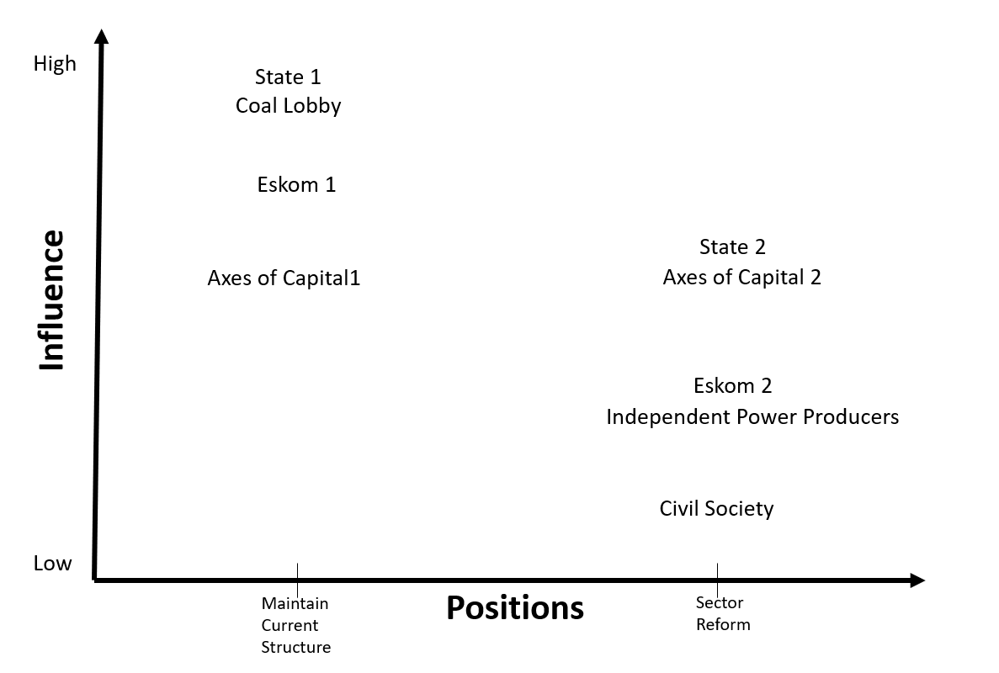 High
State 1
Coal Lobby
Eskom 1
State 2
Axes of Capital1
Axes of Capital 2
Influence
Eskom 2
Independent Power Producers
Civil Society
Low
Maintain
Current
Structure
Positions
Sector
Reform